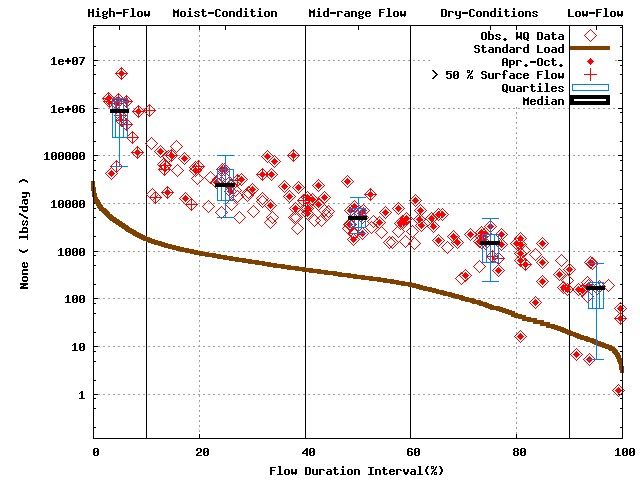 High-Flow Moist-Condition Mid-range Flow Dry-Conditions Low-Flow
Obs. WQ Data
Standard Load
Apr.-Oct.
> 50 % Surface Flow
Quartiles
Median
1e+07
1e+06
100000
10000
1000
100
10
1
None ( lbs/day )
0 20 40 60 80 100
Flow Duration Interval(%)